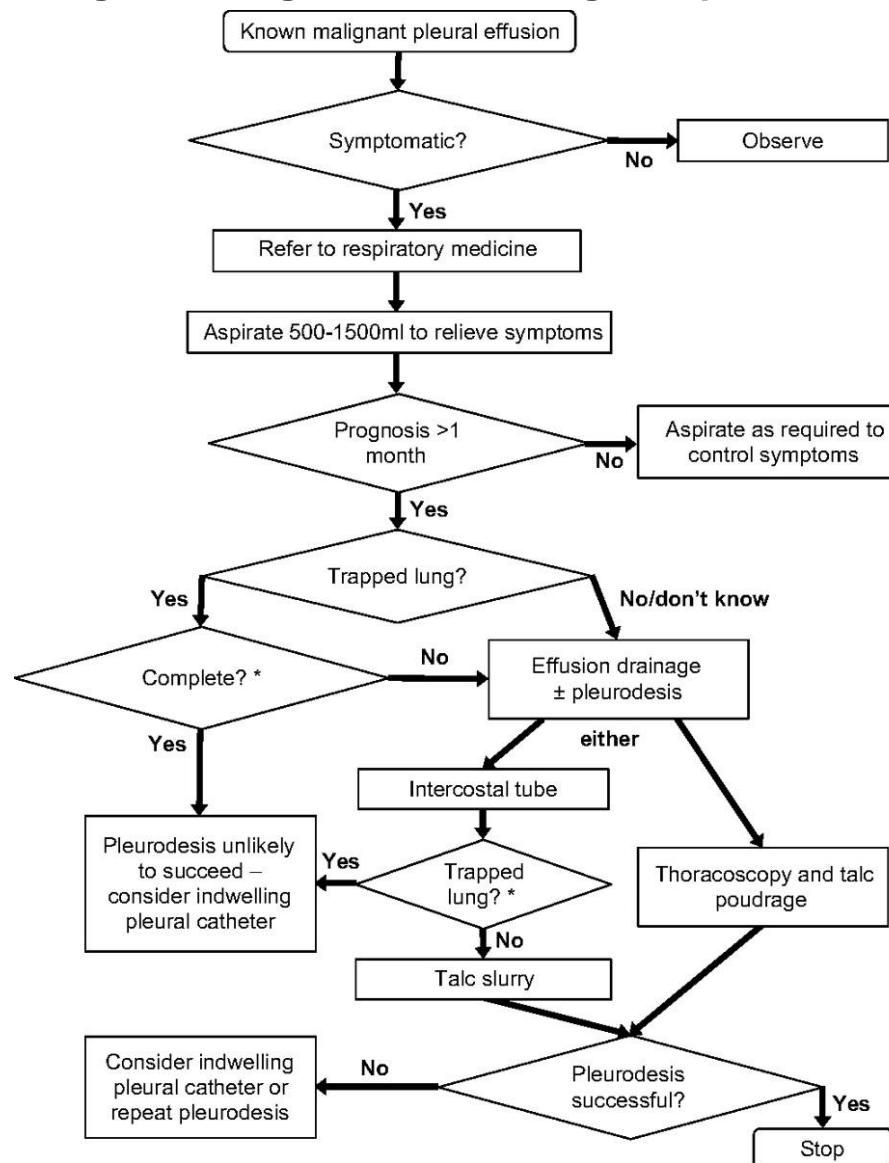 Known malignant pleural effusion
Symptomatic?
No
Observe
Yes
Refer to respiratory medicine
Aspirate 500-1500ml to relieve symptoms
Prognosis >1
month
No
Aspirate as required to
control symptoms
Yes
Trapped lung?
Yes
No/don't know
Complete? *
No
Effusion drainage
± pleurodesis
Yes
either
Intercostal tube
Pleurodesis unlikely
to succeed –
consider indwelling
pleural catheter
Yes
Trapped
lung? *
Thoracoscopy and talc
poudrage
No
Talc slurry
Consider indwelling
pleural catheter or
repeat pleurodesis
No
Pleurodesis
successful?
Yes
Stop